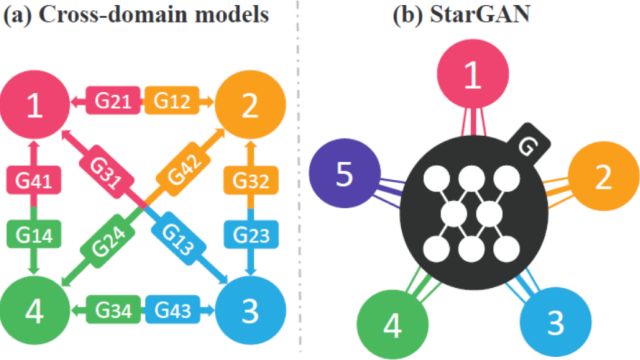 (a) Cross-domain models
(b) StarGAN
1
G21
G12
2
G31
G42
G41
G32
G14
G23
G24
G13
4
G34
G43
3
1
G
5
2
4
3